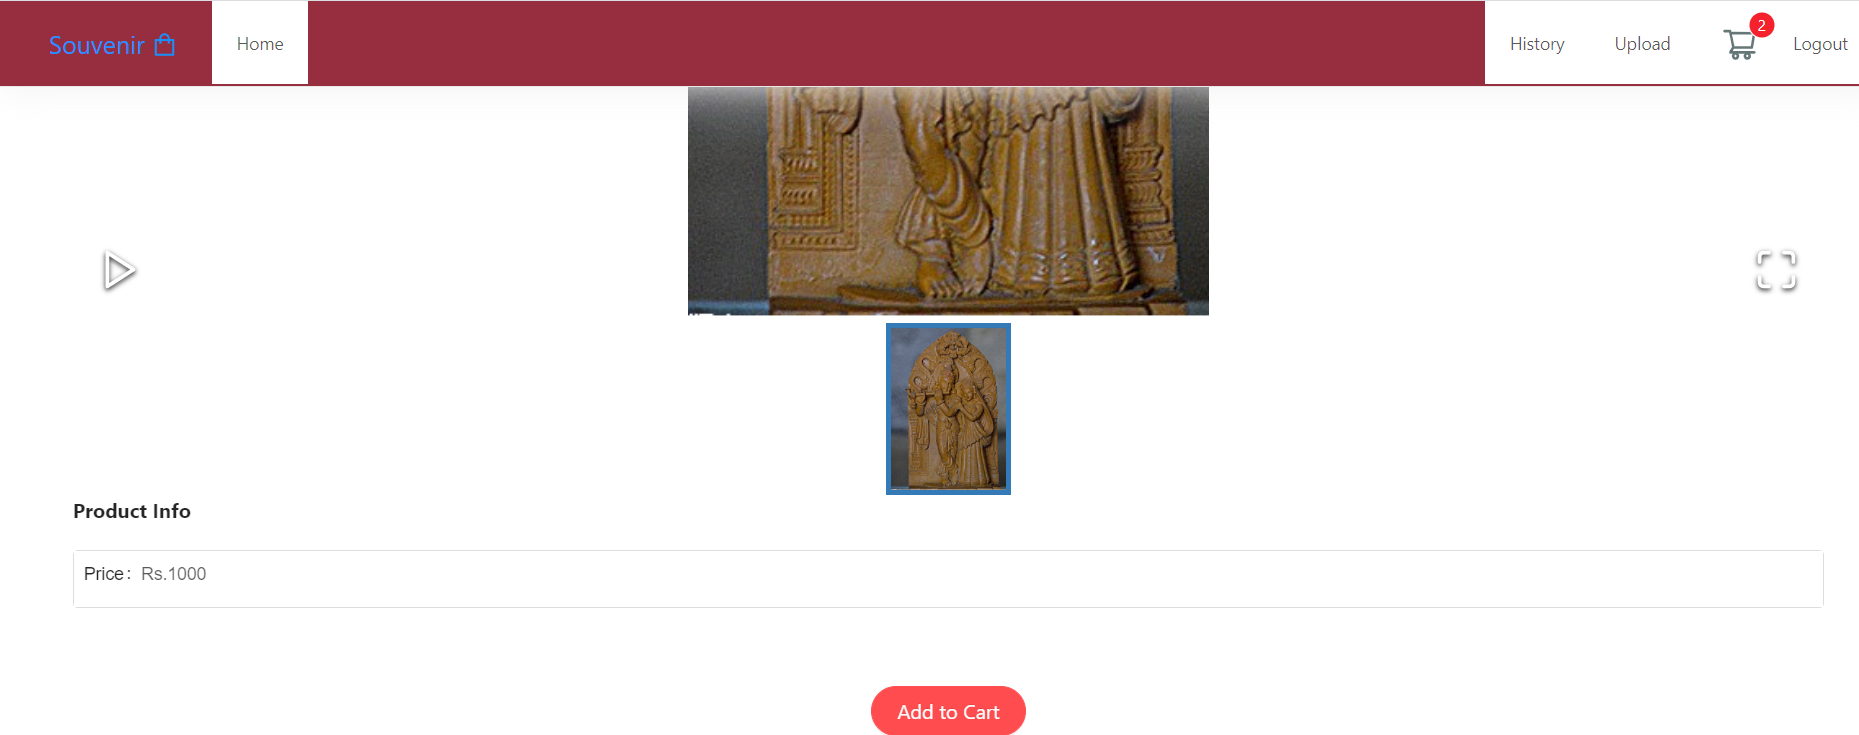 Souvenir
Home
History
Upload
2
Logout
Product Info
Price: Rs.1000
Add to Cart